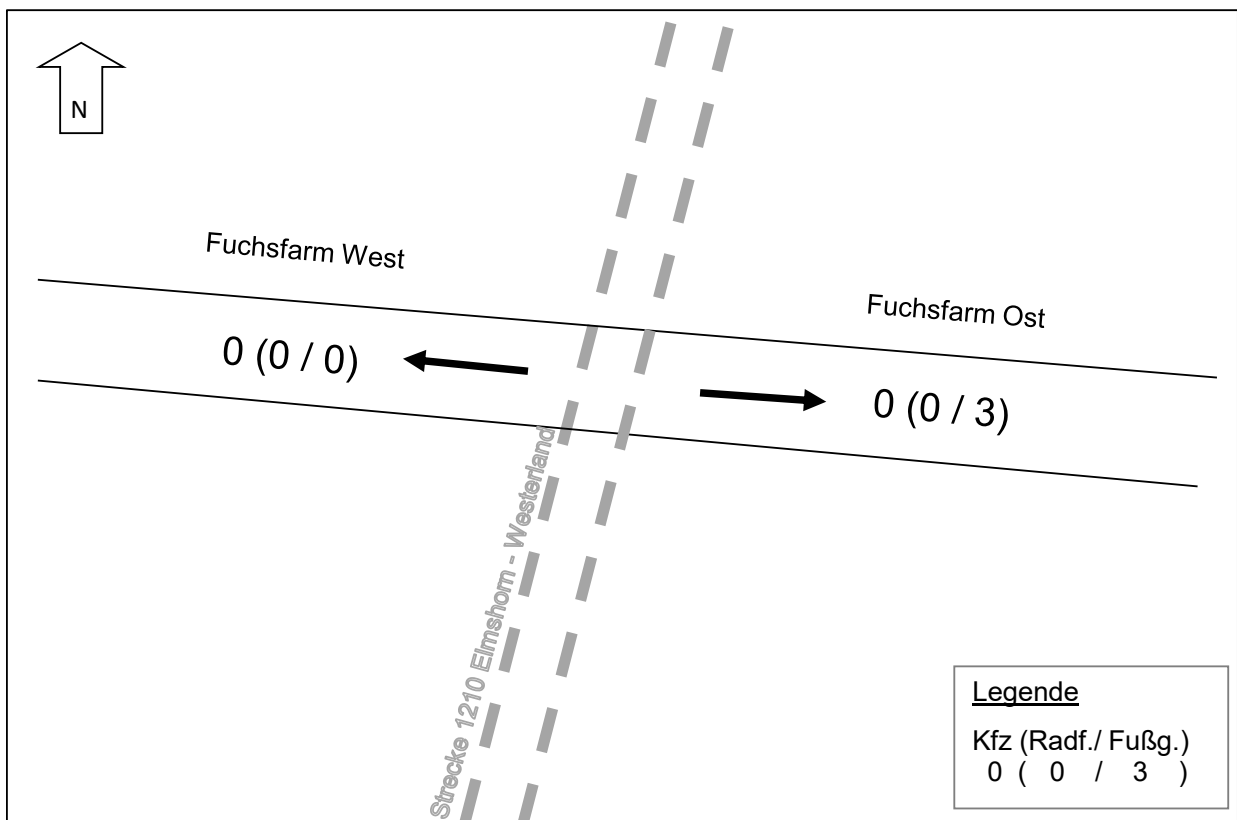 N
Fuchsfarm West
Fuchsfarm Ost
0 (0 / 0)
0 (0 / 3)
Strecke 1210 Elmshorn - Westerland
Legende
Kfz (Radf./ Fußg.)
0 ( 0 / 3 )